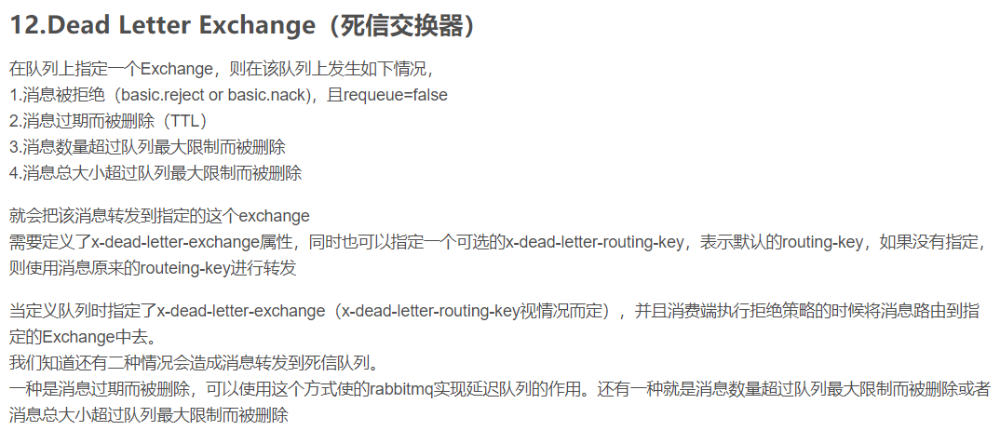 12.Dead Letter Exchange（死信交换器）
在队列上指定一个Exchange，则在该队列上发生如下情况，
1.消息被拒绝（basic.reject or basic.nack)，且requeue=false
2.消息过期而被删除（TTL）
3.消息数量超过队列最大限制而被删除
4.消息总大小超过队列最大限制而被删除
就会把该消息转发到指定的这个exchange
需要定义了x-dead-letter-exchange属性，同时也可以指定一个可选的x-dead-letter-routing-key，表示默认的routing-key，如果没有指定，
则使用消息原来的routeing-key进行转发
当定义队列时指定了x-dead-letter-exchange（x-dead-letter-routing-key视情况而定），并且消费端执行拒绝策略的时候将消息路由到指
定的Exchange中去。
我们知道还有二种情况会造成消息转发到死信队列。
一种是消息过期而被删除，可以使用这个方式使的rabbitmq实现延迟队列的作用。还有一种就是消息数量超过队列最大限制而被删除或者
消息总大小超过队列最大限制而被删除